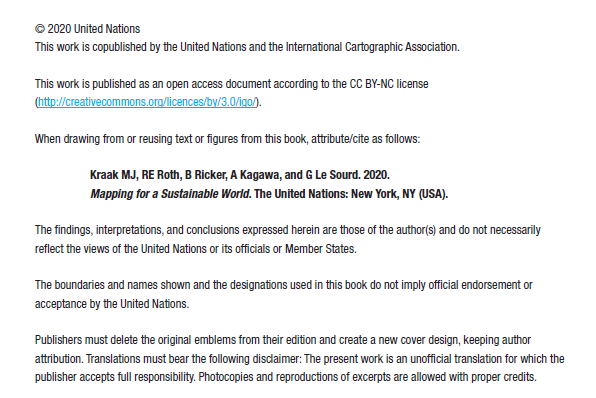 © 2020 United Nations
This work is copublished by the United Nations and the International Cartographic Association.
This work is published as an open access document according to the CC BY-NC license
(http://creativecommons.org/licences/by/3.0/igo/).
When drawing from or reusing text or figures from this book, attribute/cite as follows:
Kraak MJ, RE Roth, B Ricker, A Kagawa, and G Le Sourd. 2020.
Mapping for a Sustainable World. The United Nations: New York, NY (USA).
The findings, interpretations, and conclusions expressed herein are those of the author(s) and do not necessarily
reflect the views of the United Nations or its officials or Member States.
The boundaries and names shown and the designations used in this book do not imply official endorsement or
acceptance by the United Nations.
Publishers must delete the original emblems from their edition and create a new cover design, keeping author
attribution. Translations must bear the following disclaimer: The present work is an unofficial translation for which the
publisher accepts full responsibility. Photocopies and reproductions of excerpts are allowed with proper credits.